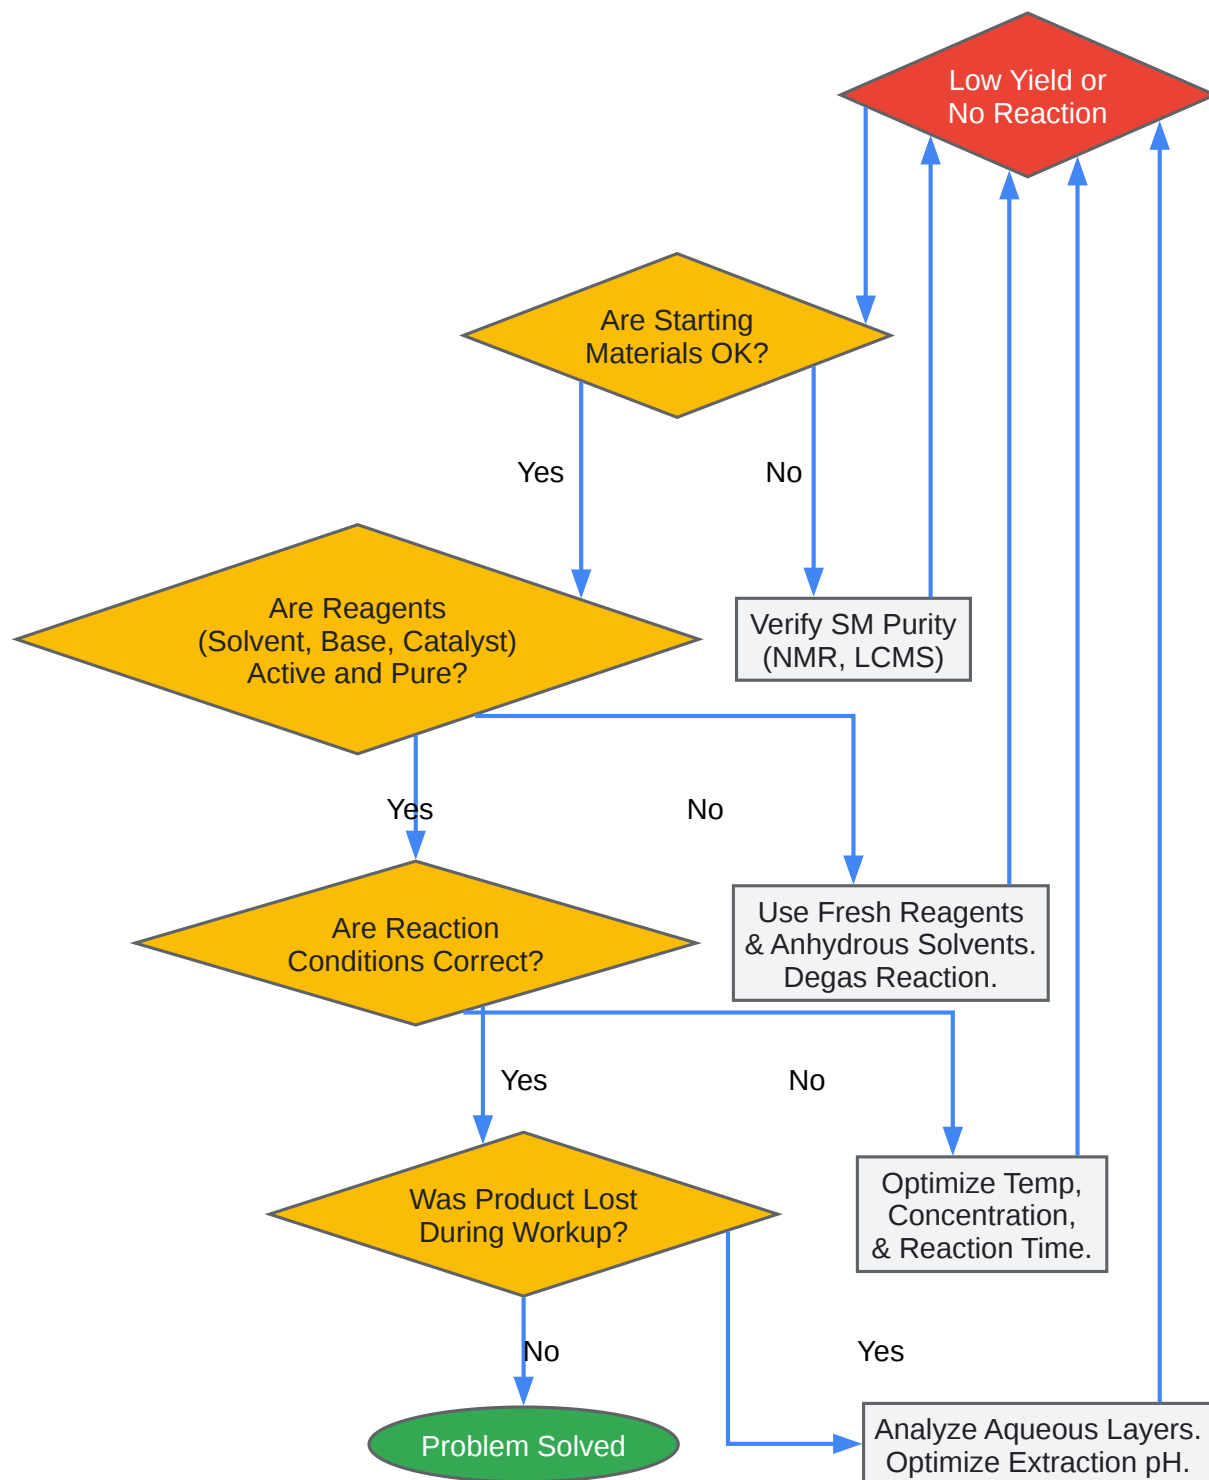 Low Yield or
No Reaction
Are Starting
Materials OK?
Yes
No
Are Reagents
(Solvent, Base, Catalyst)
Active and Pure?
Verify SM Purity
(NMR, LCMS)
Yes
No
Are Reaction
Conditions Correct?
Use Fresh Reagents
& Anhydrous Solvents.
Degas Reaction.
Yes
No
Was Product Lost
During Workup?
Optimize Temp,
Concentration,
& Reaction Time.
No
Yes
Problem Solved
Analyze Aqueous Layers.
Optimize Extraction pH.